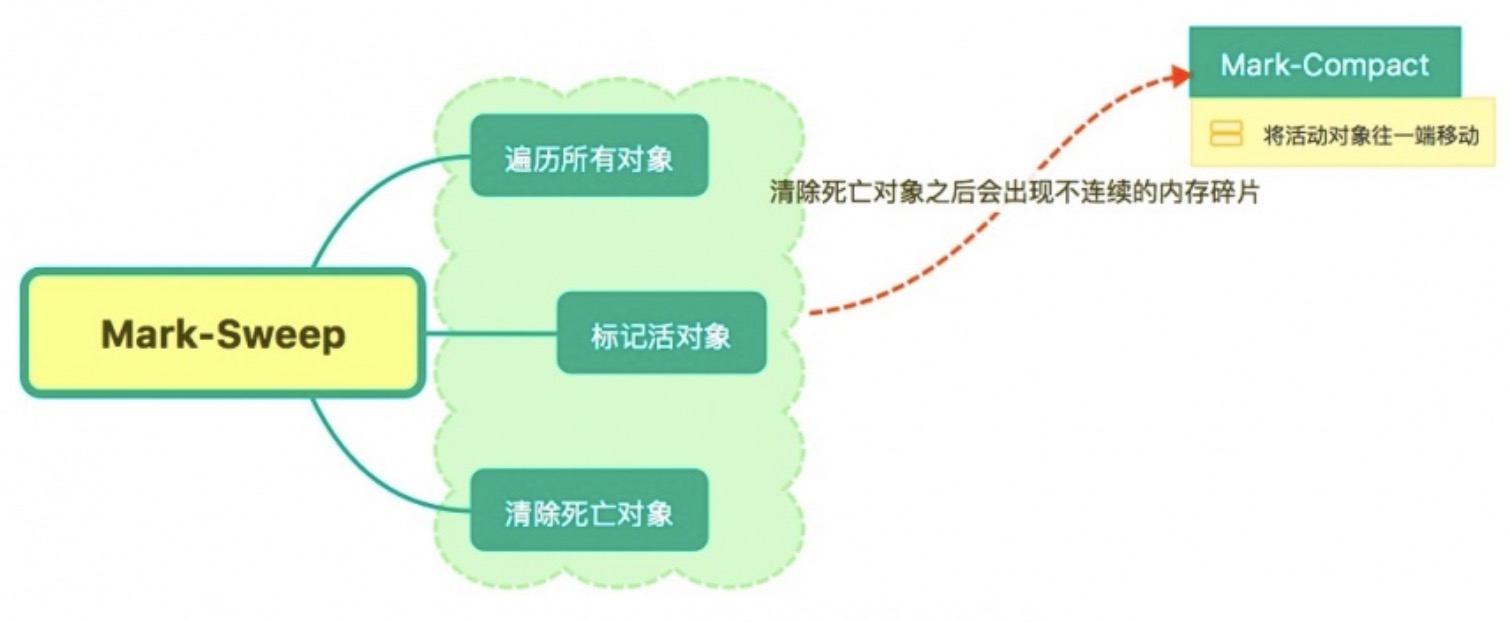 Mark-Sweep
遍历所有对象
标记活对象
清除死亡对象
清除死亡对象之后会出现不连续的内存碎片
Mark-Compact
将活动对象往一端移动